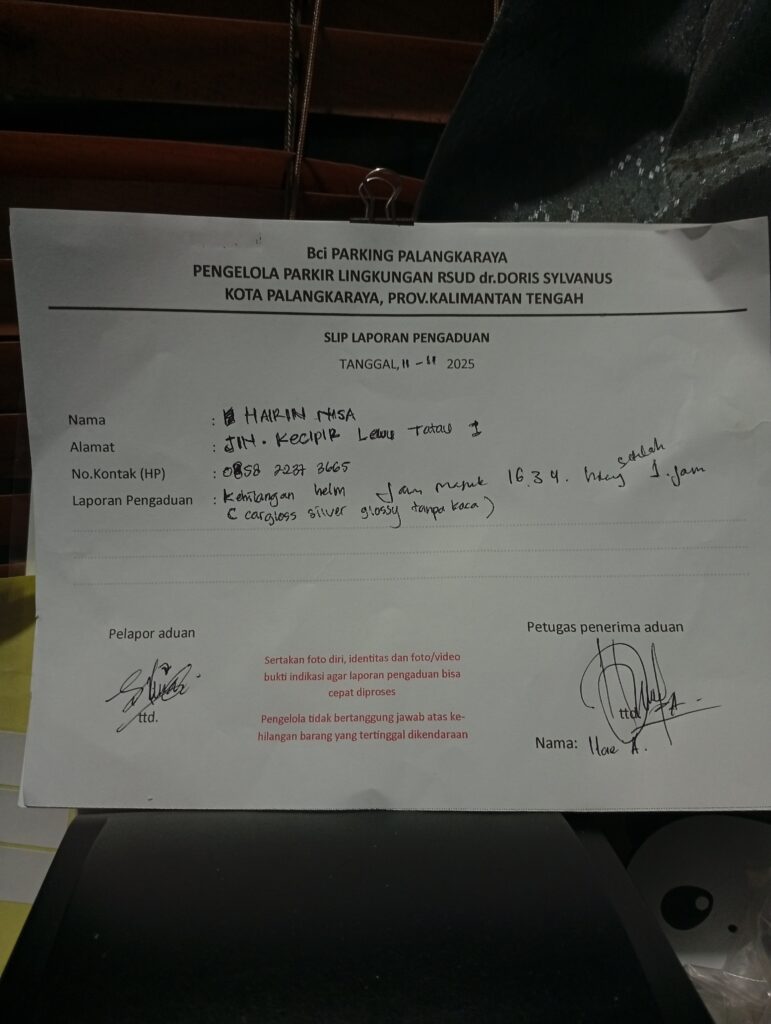 Bci PARKING PALANGKARAYA
PENGELOLA PARKIR LINGKUNGAN RSUD dr.DORIS SYLVANUS
KOTA PALANGKARAYA, PROV.KALIMANTAN TENGAH
SLIP LAPORAN PENGADUAN
TANGGAL, 11 - 11 2025
Nama : HAIRIN NISA
Alamat : JlN. Kecipir Lewu Tatau 1
No.Kontak (HP) : 0858 2237 3665
Laporan Pengaduan : Kehilangan helm Jam masuk 16.34. hilang setelah 1.jam
( cargloss silver glossy tanpa kaca )
Pelapor aduan
ttd.
Sertakan foto diri, identitas dan foto/video
bukti indikasi agar laporan pengaduan bisa
cepat diproses
Pengelola tidak bertanggung jawab atas ke-
hilangan barang yang tertinggal dikendaraan
Petugas penerima aduan
ttd.
Nama: A.